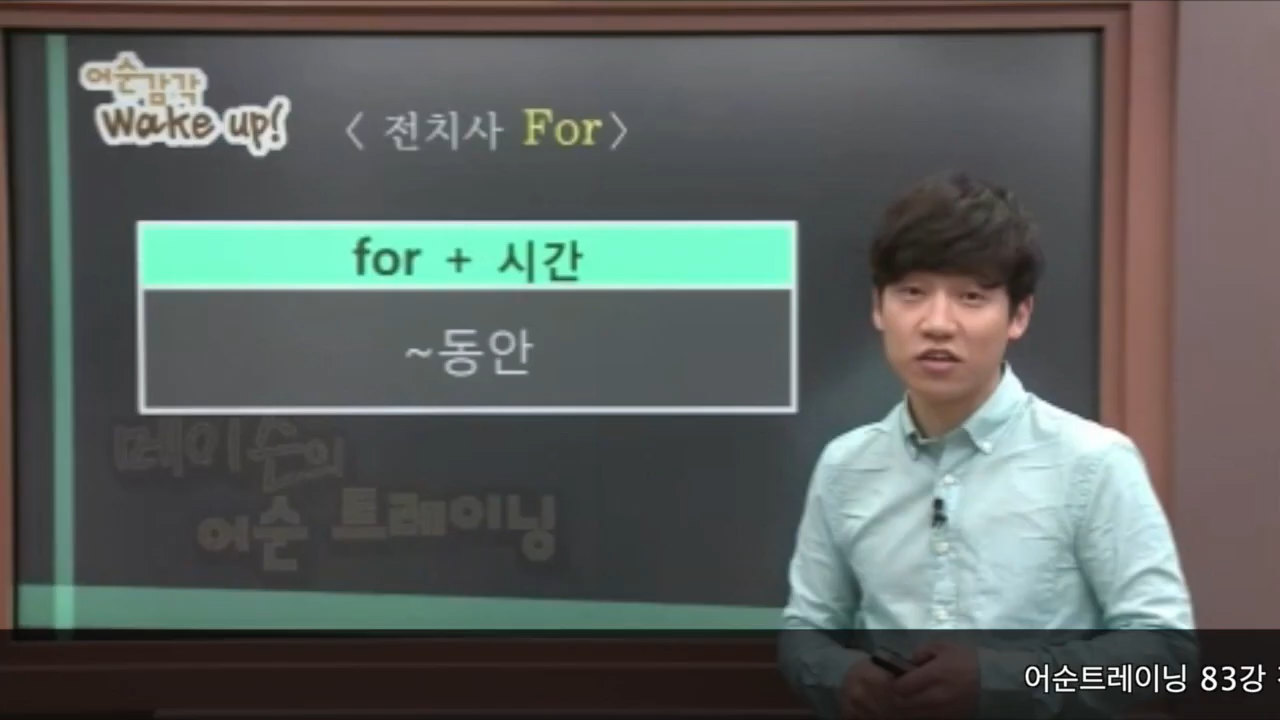 어순감각
Wake up!
< 전치사 For >
for + 시간
~동안
메이슨의
어순 트레이닝
어순트레이닝 83강